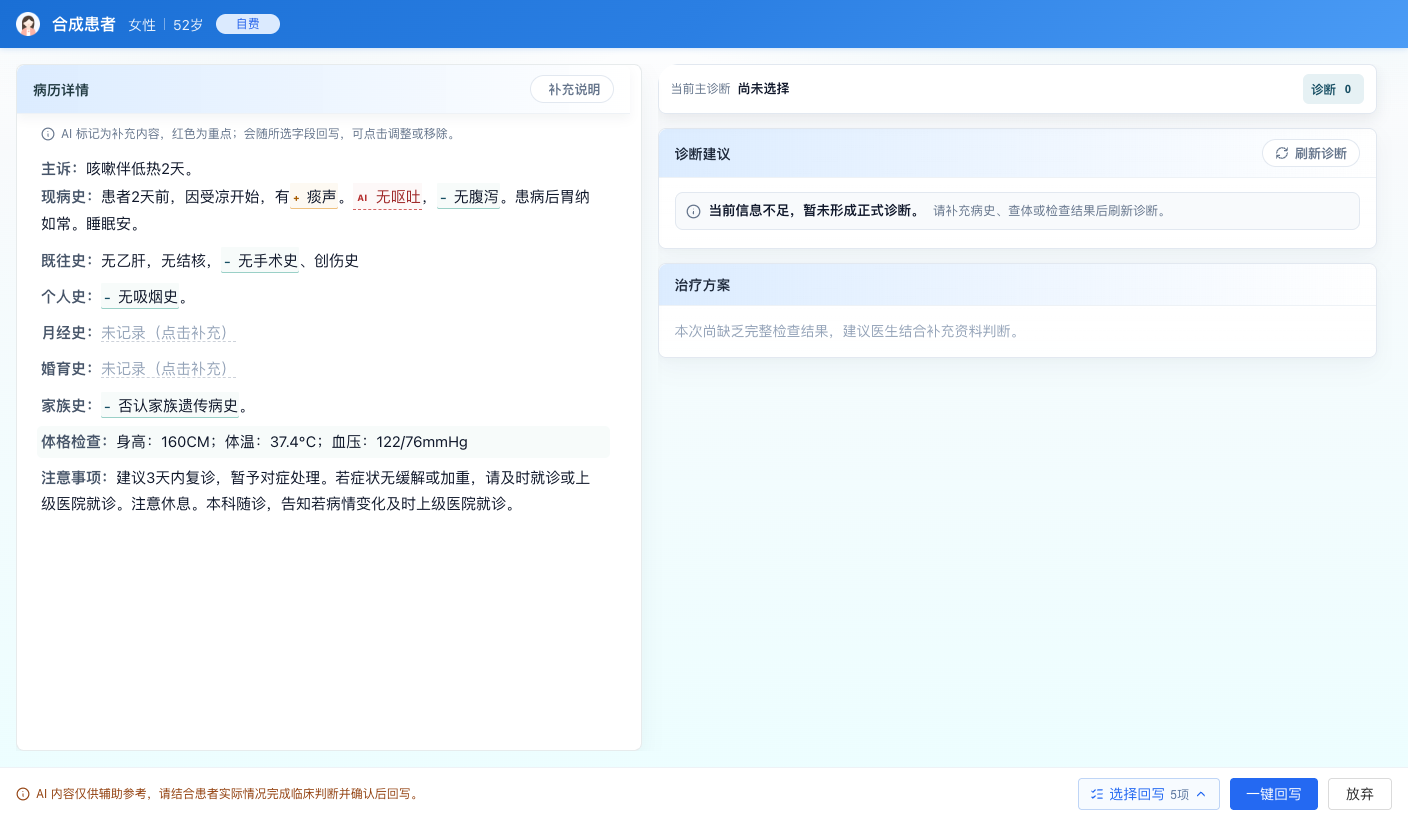 合成患者 女性 52岁 自费
病历详情 补充说明
AI 标记为补充内容，红色为重点；会随所选字段回写，可点击调整或移除。
主诉：咳嗽伴低热2天。
现病史：患者2天前，因受凉开始，有+ 痰声。AI 无呕吐，- 无腹泻。患病后胃纳
如常。睡眠安。
既往史：无乙肝，无结核，- 无手术史、创伤史
个人史：- 无吸烟史。
月经史：未记录（点击补充）
婚育史：未记录（点击补充）
家族史：- 否认家族遗传病史。
体格检查：身高：160CM；体温：37.4°C；血压：122/76mmHg
注意事项：建议3天内复诊，暂予对症处理。若症状无缓解或加重，请及时就诊或上
级医院就诊。注意休息。本科随诊，告知若病情变化及时上级医院就诊。
当前主诊断 尚未选择 诊断 0
诊断建议 刷新诊断
当前信息不足，暂未形成正式诊断。 请补充病史、查体或检查结果后刷新诊断。
治疗方案
本次尚缺乏完整检查结果，建议医生结合补充资料判断。
AI 内容仅供辅助参考，请结合患者实际情况完成临床判断并确认后回写。
选择回写 5项 一键回写 放弃